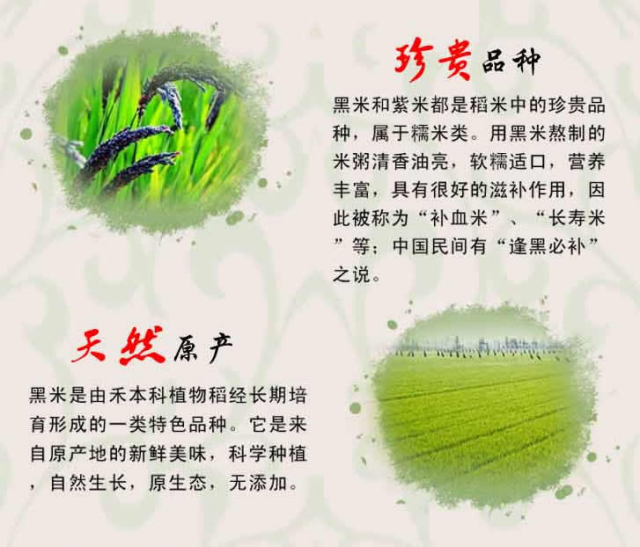 珍贵品种
黑米和紫米都是稻米中的珍贵品
种，属于糯米类。用黑米熬制的
米粥清香油亮，软糯适口，营养
丰富，具有很好的滋补作用，因
此被称为“补血米”、“长寿米
”等；中国民间有“逢黑必补”
之说。
天然原产
黑米是由禾本科植物稻经长期培
育形成的一类特色品种。它是来
自原产地的新鲜美味，科学种植
，自然生长，原生态，无添加。